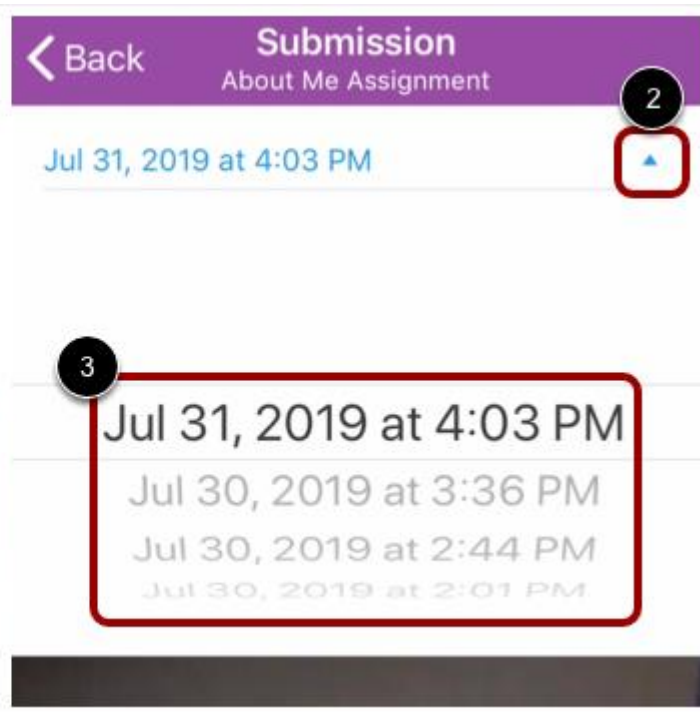 Back
Submission
About Me Assignment
2
Jul 31, 2019 at 4:03 PM
3
Jul 31, 2019 at 4:03 PM
Jul 30, 2019 at 3:36 PM
Jul 30, 2019 at 2:44 PM
Jul 30, 2019 at 2:01 PM